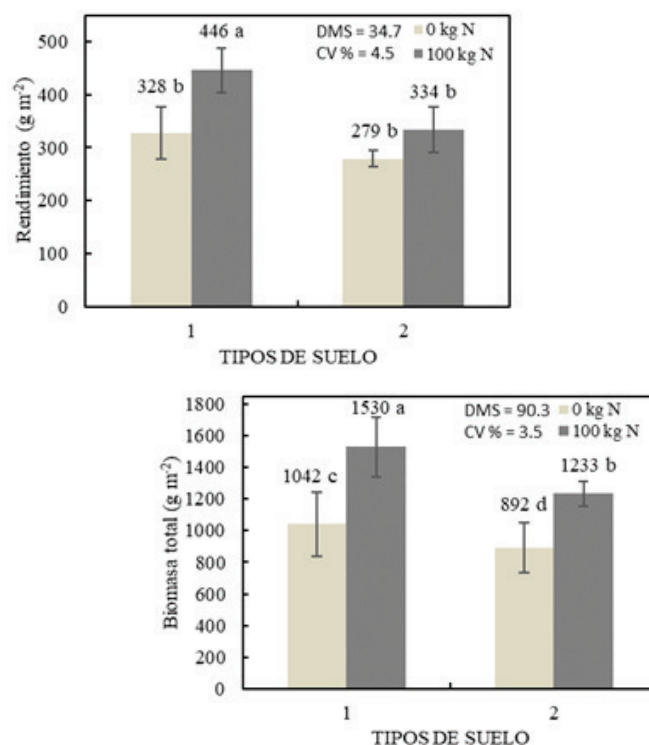 DMS = 34.7 0 kg N
CV % = 4.5 100 kg N
500
400
300
200
100
0
Rendimiento (g m-2)
328 b
446 a
279 b
334 b
1 2
TIPOS DE SUELO
DMS = 90.3 0 kg N
CV % = 3.5 100 kg N
1800
1600
1400
1200
1000
800
600
400
200
0
Biomasa total (g m-2)
1042 c
1530 a
892 d
1233 b
1 2
TIPOS DE SUELO